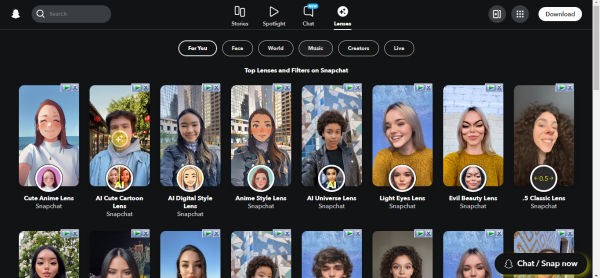 Search
Stories
Spotlight
NEW
Chat
Lenses
Download
For You
Face
World
Music
Creators
Live
Top Lenses and Filters on Snapchat
AI
AI
.5
Cute Anime Lens
Snapchat
AI Cute Cartoon
Lens
Snapchat
AI Digital Style
Lens
Snapchat
Anime Style Lens
Snapchat
AI Universe Lens
Snapchat
Light Eyes Lens
Snapchat
Evil Beauty Lens
Snapchat
.5 Classic Lens
Snapchat
Chat / Snap now